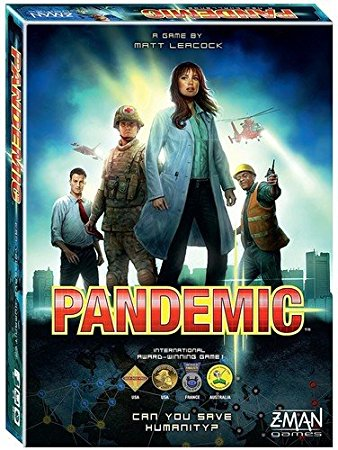 PANDEMIC
A GAME BY
MATT LEACOCK
PANDEMIC
PANDEMIC
™
INTERNATIONAL
AWARD-WINNING GAME!
USA
USA
FRANCE
AUSTRALIA
CAN YOU SAVE
HUMANITY?
Z-MAN
games